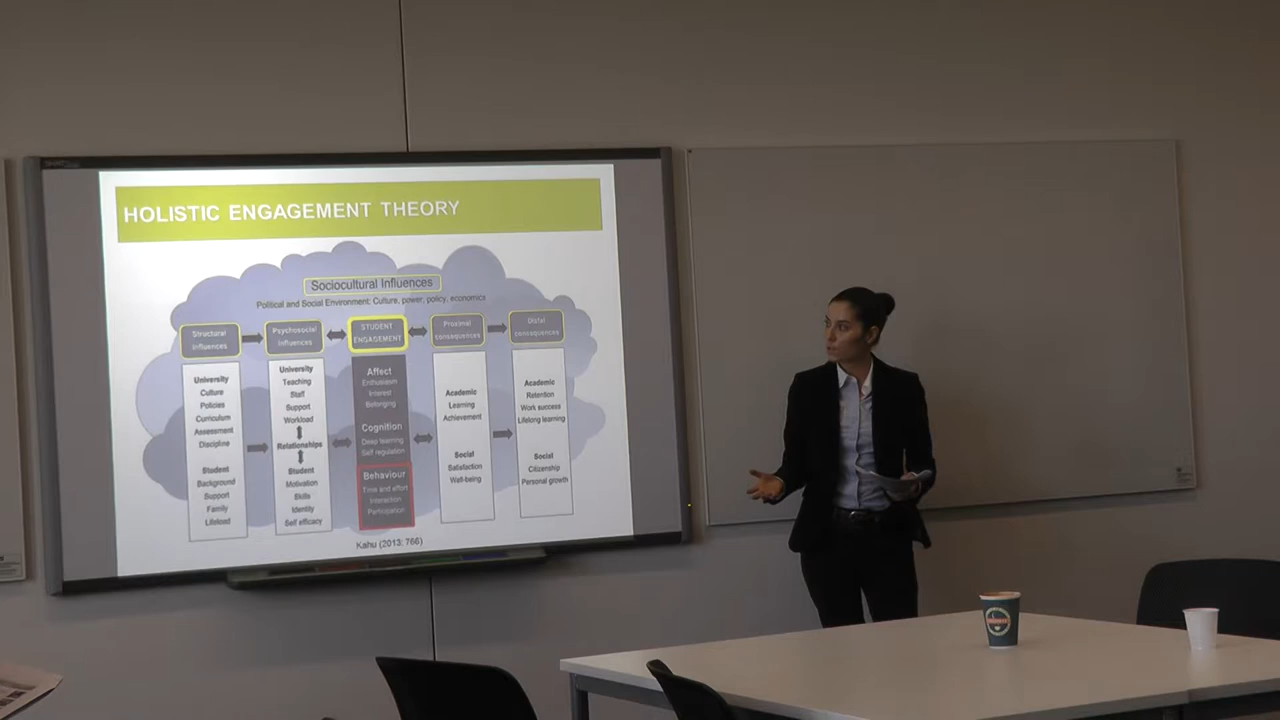 HOLISTIC ENGAGEMENT THEORY
Sociocultural Influences
Political and Social Environment: Culture, power, policy, economics
Structural
Influences
Psychosocial
Influences
STUDENT
ENGAGEMENT
Proximal
consequences
Distal
consequences
University
Culture
Policies
Curriculum
Assessment
Discipline
Student
Background
Support
Family
Lifeload
University
Teaching
Staff
Support
Workload
Relationships
Student
Motivation
Skills
Identity
Self efficacy
Affect
Enthusiasm
Interest
Belonging
Cognition
Deep learning
Self regulation
Behaviour
Time and effort
Interaction
Participation
Academic
Learning
Achievement
Social
Satisfaction
Well-being
Academic
Retention
Work success
Lifelong learning
Social
Citizenship
Personal growth
Kahu (2013: 766)